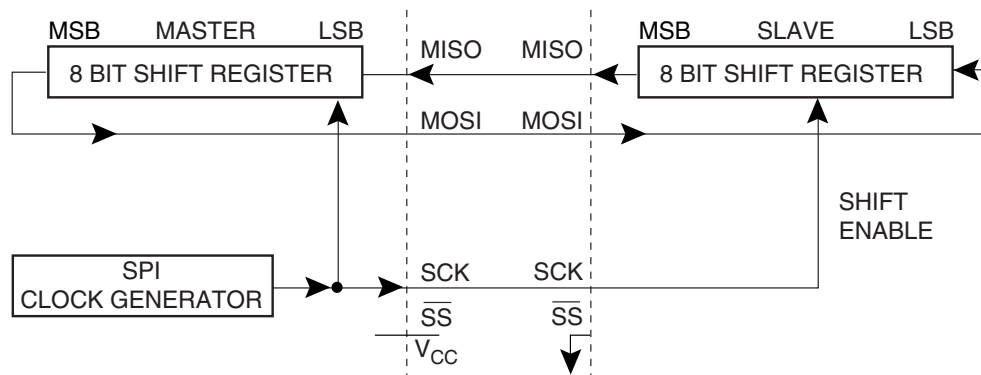 MSB MASTER LSB
8 BIT SHIFT REGISTER
MISO MISO
MSB SLAVE LSB
8 BIT SHIFT REGISTER
MOSI MOSI
SHIFT
ENABLE
SPI
CLOCK GENERATOR
SCK SCK
SS SS
VCC